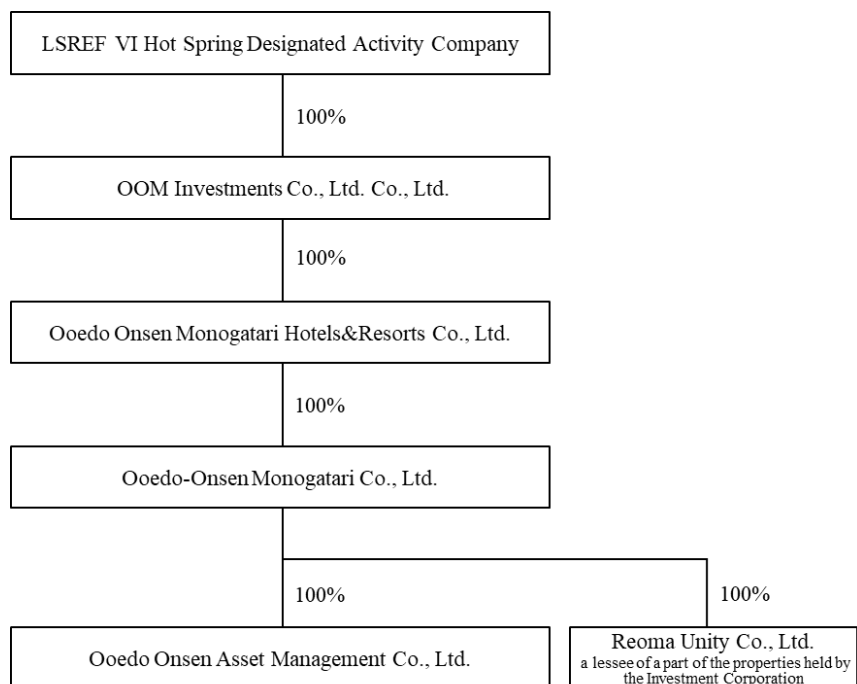 LSREF VI Hot Spring Designated Activity Company
100%
OOM Investments Co., Ltd. Co., Ltd.
100%
Ooedo Onsen Monogatari Hotels&Resorts Co., Ltd.
100%
Ooedo-Onsen Monogatari Co., Ltd.
100%
100%
Ooedo Onsen Asset Management Co., Ltd.
Reoma Unity Co., Ltd.
a lessee of a part of the properties held by
the Investment Corporation